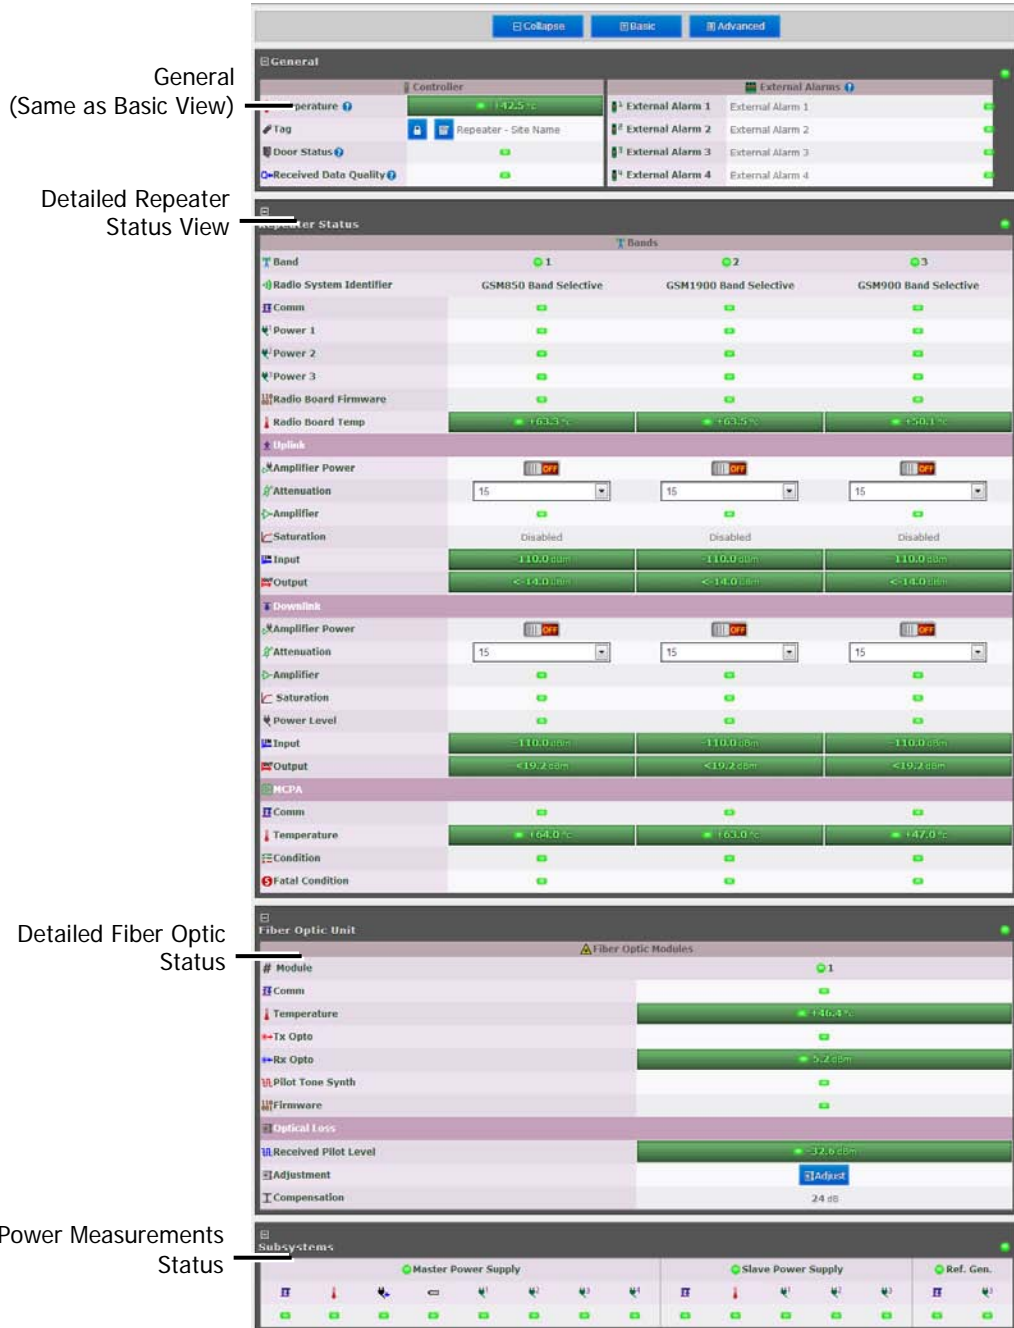 Collapse Basic Advanced
General
General
(Same as Basic View)
Controller External Alarms
perature +42.5 °C External Alarm 1 External Alarm 1
Tag Repeater - Site Name External Alarm 2 External Alarm 2
Door Status External Alarm 3 External Alarm 3
Received Data Quality External Alarm 4 External Alarm 4
Detailed Repeater
Status View
Repeater Status
Bands
Band 1 2 3
Radio System Identifier GSM850 Band Selective GSM1900 Band Selective GSM900 Band Selective
Comm
Power 1
Power 2
Power 3
Radio Board Firmware
Radio Board Temp +63.3 °C +63.5 °C +50.1 °C
Uplink
Amplifier Power OFF OFF OFF
Attenuation 15 15 15
Amplifier
Saturation Disabled Disabled Disabled
Input -110.0 dBm -110.0 dBm -110.0 dBm
Output <-14.0 dBm <-14.0 dBm <-14.0 dBm
Downlink
Amplifier Power OFF OFF OFF
Attenuation 15 15 15
Amplifier
Saturation
Power Level
Input -110.0 dBm -110.0 dBm -110.0 dBm
Output <19.2 dBm <19.2 dBm <19.2 dBm
MCPA
Comm
Temperature +64.0 °C +63.0 °C +47.0 °C
Condition
Fatal Condition
Detailed Fiber Optic
Status
Fiber Optic Unit
Fiber Optic Modules
# Module 1
Comm
Temperature +46.4 °C
Tx Opto
Rx Opto 5.2 dBm
Pilot Tone Synth
Firmware
Optical Loss
Received Pilot Level -32.6 dBm
Adjustment Adjust
Compensation 24 dB
Power Measurements
Status
Subsystems
Master Power Supply Slave Power Supply Ref. Gen.